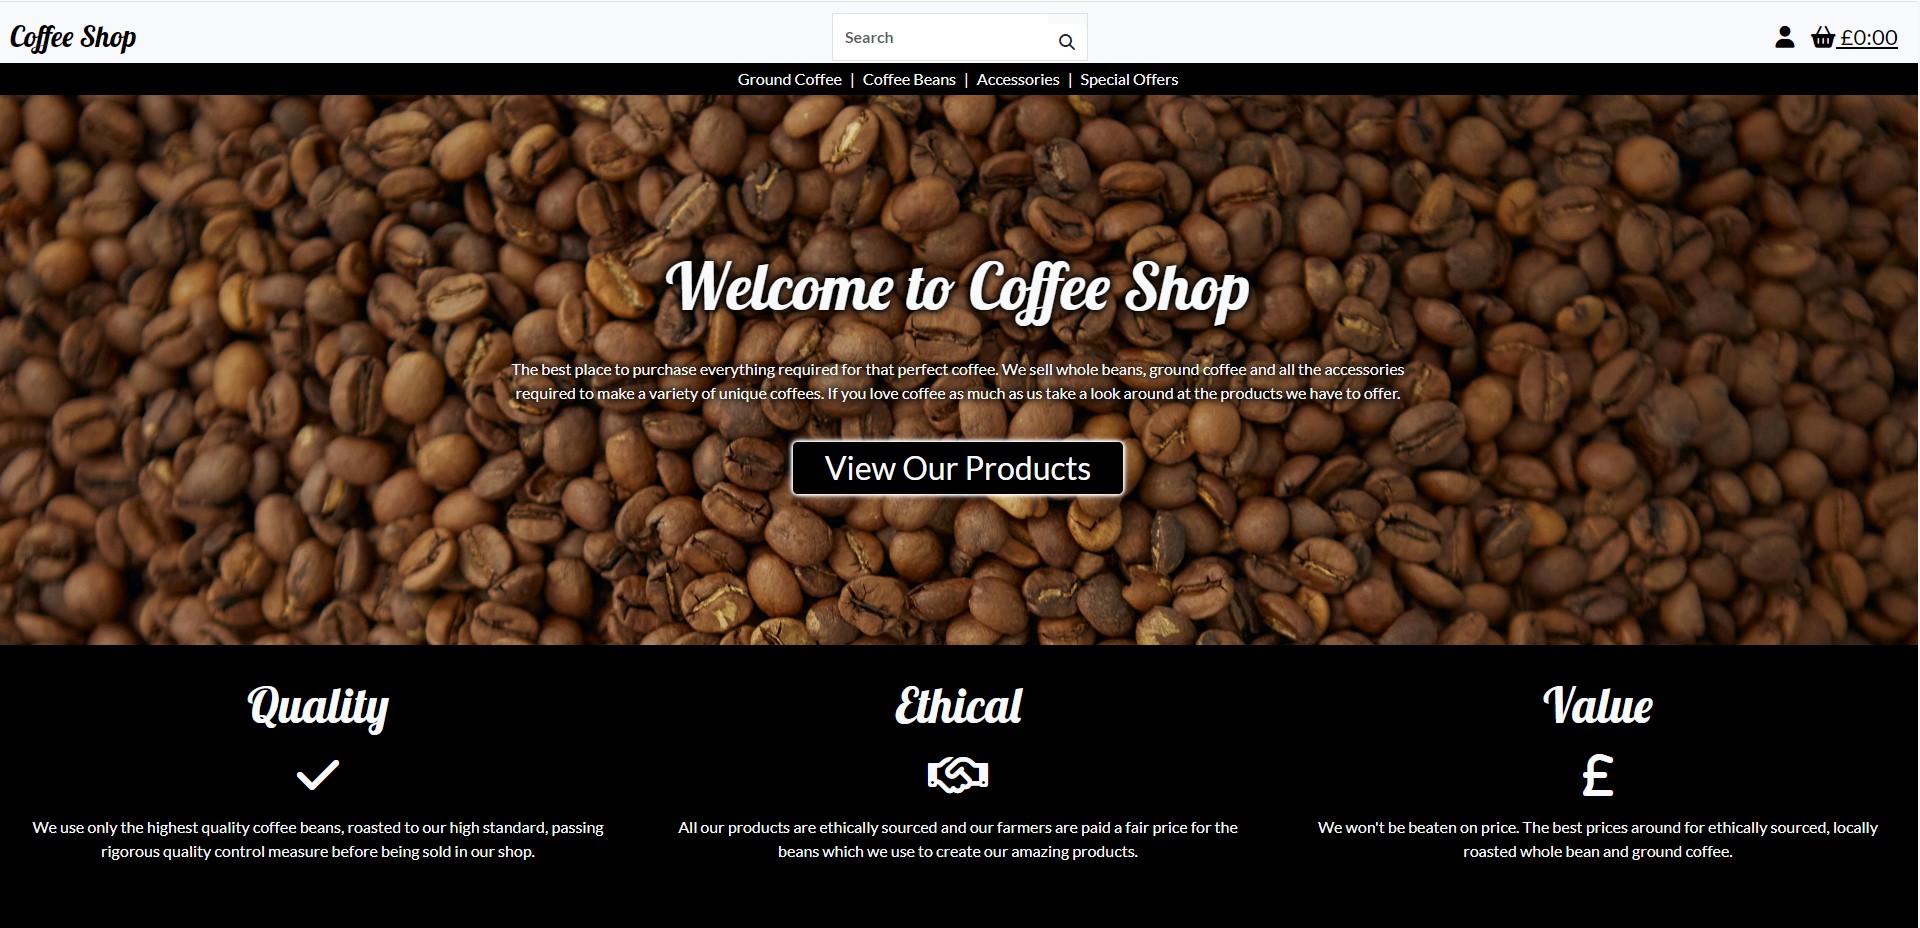 Coffee Shop
Search
£0:00
Ground Coffee | Coffee Beans | Accessories | Special Offers
Welcome to Coffee Shop
The best place to purchase everything required for that perfect coffee. We sell whole beans, ground coffee and all the accessories
required to make a variety of unique coffees. If you love coffee as much as us take a look around at the products we have to offer.
View Our Products
Quality
We use only the highest quality coffee beans, roasted to our high standard, passing
rigorous quality control measure before being sold in our shop.
Ethical
All our products are ethically sourced and our farmers are paid a fair price for the
beans which we use to create our amazing products.
Value
£
We won't be beaten on price. The best prices around for ethically sourced, locally
roasted whole bean and ground coffee.